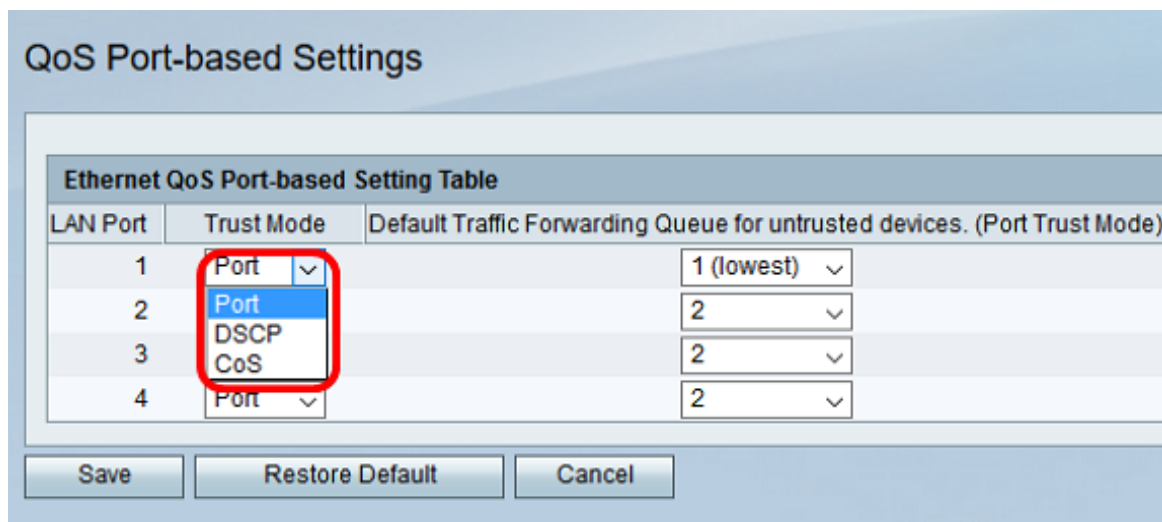 QoS Port-based Settings
Ethernet QoS Port-based Setting Table
LAN Port Trust Mode Default Traffic Forwarding Queue for untrusted devices. (Port Trust Mode)
1 Port 1 (lowest)
2 Port 2
DSCP
3 CoS 2
4 Port 2
Save Restore Default Cancel